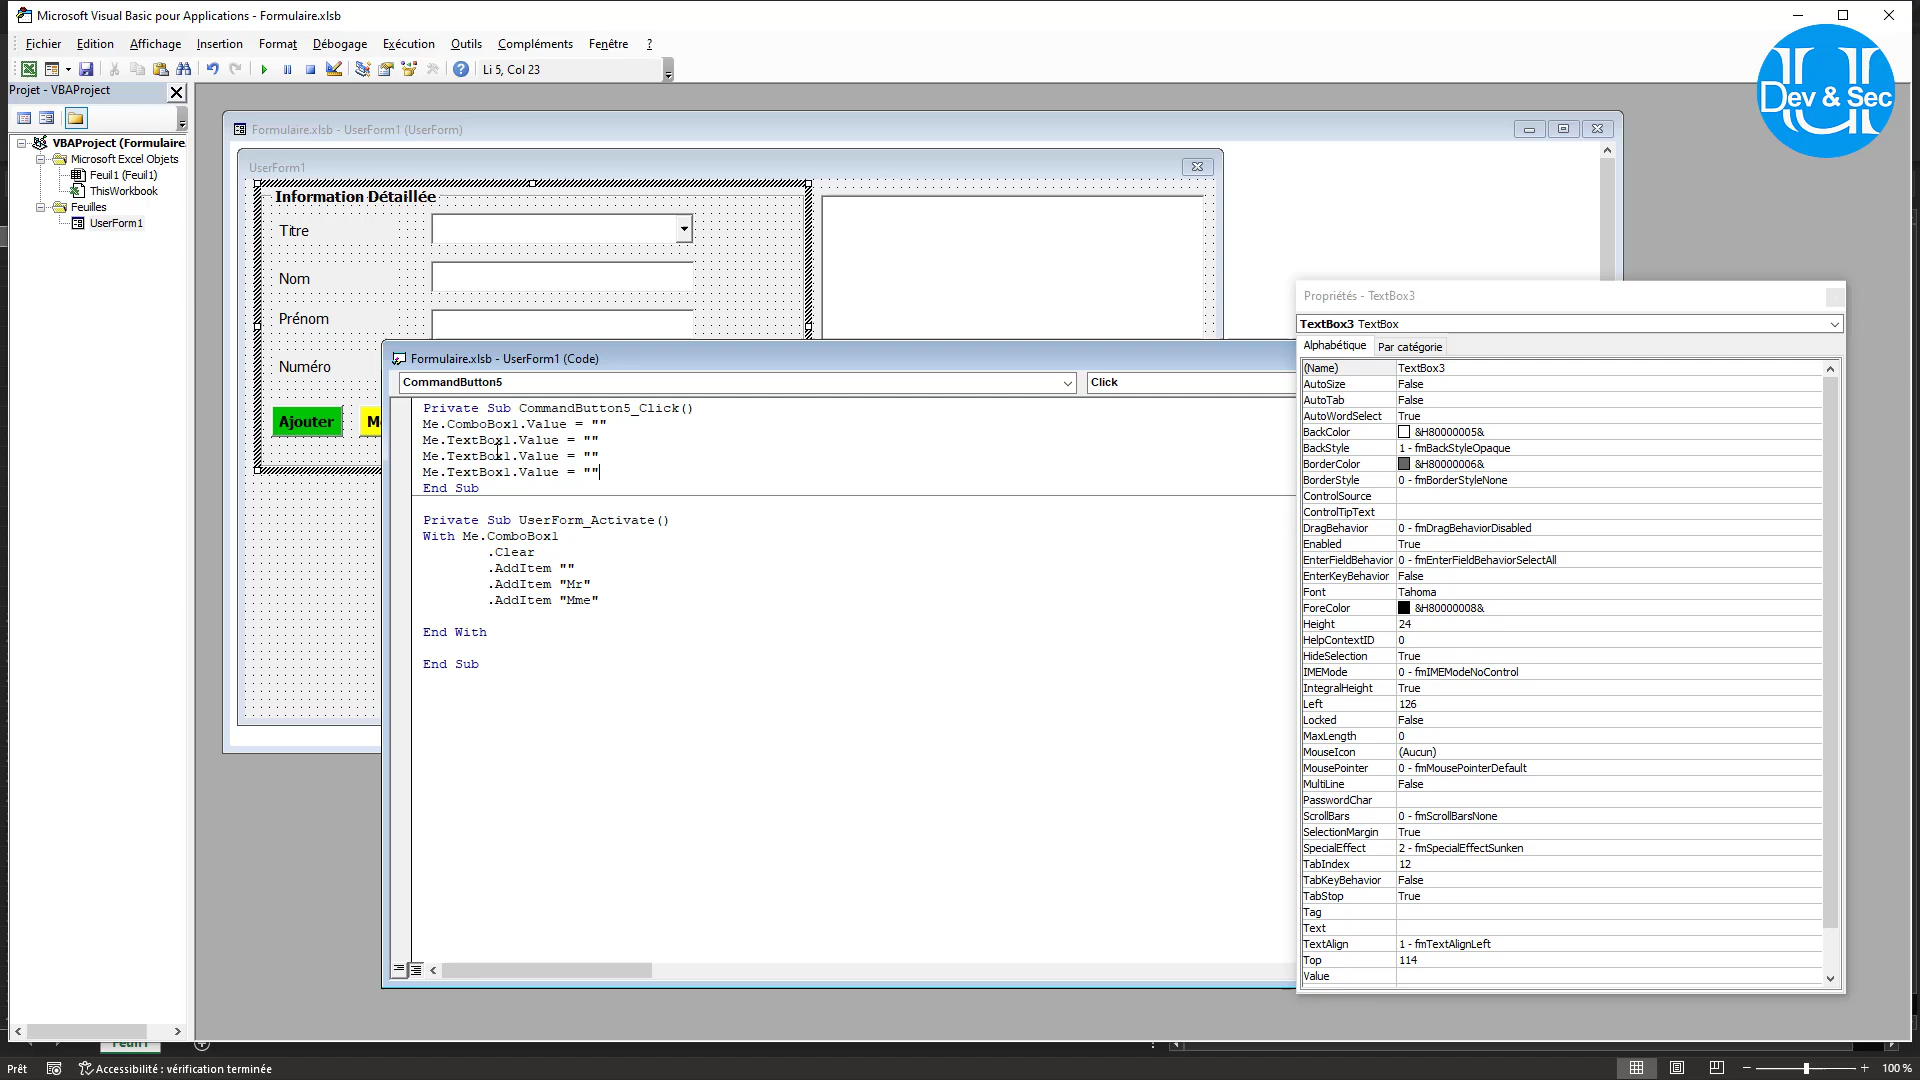 Microsoft Visual Basic pour Applications - Formulaire.xlsb
Fichier Edition Affichage Insertion Format Débogage Exécution Outils Compléments Fenêtre ?
Li 5, Col 23
Dev & Sec
Projet - VBAProject
VBAProject (Formulaire.
Microsoft Excel Objets
Feuil1 (Feuil1)
ThisWorkbook
Feuilles
UserForm1
Formulaire.xlsb - UserForm1 (UserForm)
UserForm1
Information Détaillée
Titre
Nom
Prénom
Numéro
Ajouter
Formulaire.xlsb - UserForm1 (Code)
CommandButton5
Click
Private Sub CommandButton5_Click()
Me.ComboBox1.Value = ""
Me.TextBox1.Value = ""
Me.TextBox1.Value = ""
Me.TextBox1.Value = ""
End Sub
Private Sub UserForm_Activate()
With Me.ComboBox1
.Clear
.AddItem ""
.AddItem "Mr"
.AddItem "Mme"
End With
End Sub
Propriétés - TextBox3
TextBox3 TextBox
Alphabétique Par catégorie
(Name) TextBox3
AutoSize False
AutoTab False
AutoWordSelect True
BackColor &H80000005&
BackStyle 1 - fmBackStyleOpaque
BorderColor &H80000006&
BorderStyle 0 - fmBorderStyleNone
ControlSource
ControlTipText
DragBehavior 0 - fmDragBehaviorDisabled
Enabled True
EnterFieldBehavior 0 - fmEnterFieldBehaviorSelectAll
EnterKeyBehavior False
Font Tahoma
ForeColor &H80000008&
Height 24
HelpContextID 0
HideSelection True
IMEMode 0 - fmIMEModeNoControl
IntegralHeight True
Left 126
Locked False
MaxLength 0
MouseIcon (Aucun)
MousePointer 0 - fmMousePointerDefault
MultiLine False
PasswordChar
ScrollBars 0 - fmScrollBarsNone
SelectionMargin True
SpecialEffect 2 - fmSpecialEffectSunken
TabIndex 12
TabKeyBehavior False
TabStop True
Tag
Text
TextAlign 1 - fmTextAlignLeft
Top 114
Value
Feuil1
Prêt
Accessibilité : vérification terminée
100 %